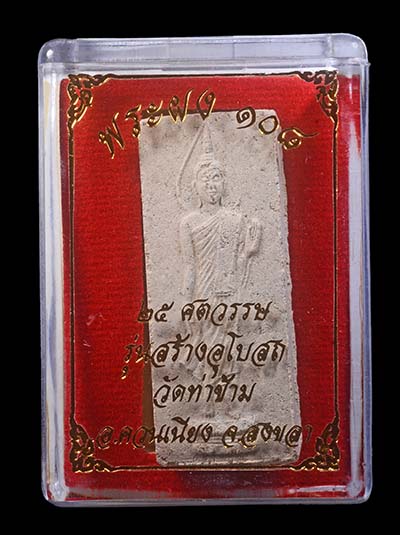 พระผง ๑๐๘
๒๕ ศตวรรษ
รุ่นสร้างอุโบสถ
วัดท่าข้าม
อ.ควนเนียง จ.สงขลา